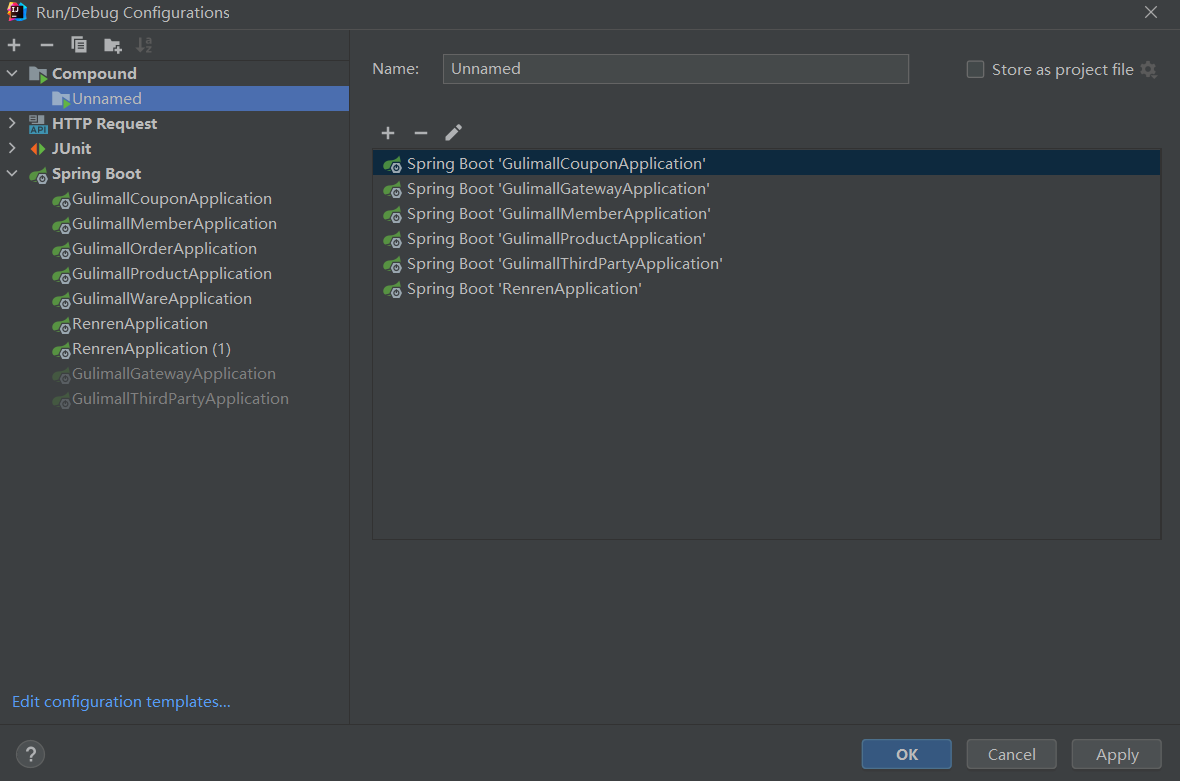 Run/Debug Configurations
Compound
Unnamed
HTTP Request
JUnit
Spring Boot
GulimallCouponApplication
GulimallMemberApplication
GulimallOrderApplication
GulimallProductApplication
GulimallWareApplication
RenrenApplication
RenrenApplication (1)
GulimallGatewayApplication
GulimallThirdPartyApplication
Edit configuration templates...
Name: Unnamed
Store as project file
Spring Boot 'GulimallCouponApplication'
Spring Boot 'GulimallGatewayApplication'
Spring Boot 'GulimallMemberApplication'
Spring Boot 'GulimallProductApplication'
Spring Boot 'GulimallThirdPartyApplication'
Spring Boot 'RenrenApplication'
?
OK Cancel Apply